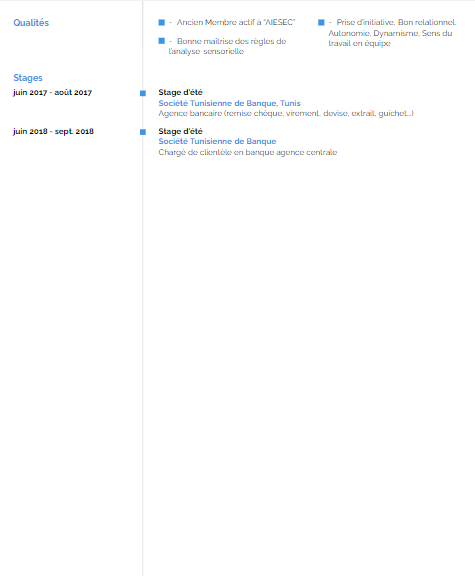 Qualités
- Ancien Membre actif à "AIESEC"
- Bonne maîtrise des règles de
l'analyse sensorielle
- Prise d'initiative, Bon relationnel,
Autonomie, Dynamisme, Sens du
travail en équipe
Stages
juin 2017 - août 2017
Stage d'été
Société Tunisienne de Banque, Tunis
Agence bancaire (remise chèque, virement, devise, extrait, guichet...)
juin 2018 - sept. 2018
Stage d'été
Société Tunisienne de Banque
Chargé de clientèle en banque agence centrale